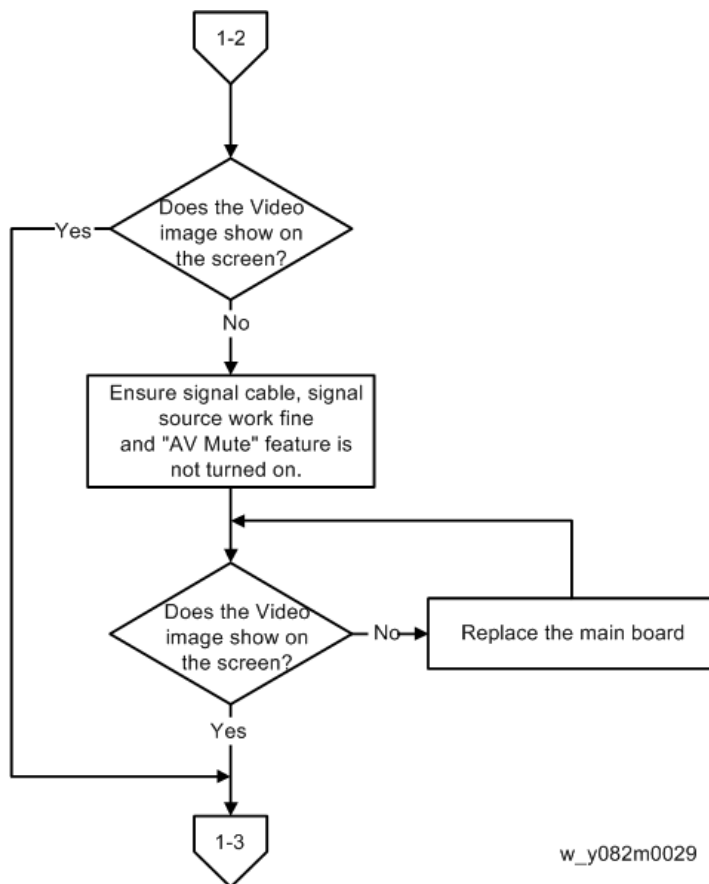 1-2
Does the Video
image show on
the screen?
Yes
No
Ensure signal cable, signal
source work fine
and "AV Mute" feature is
not turned on.
Does the Video
image show on
the screen?
No
Replace the main board
Yes
1-3
w_y082m0029